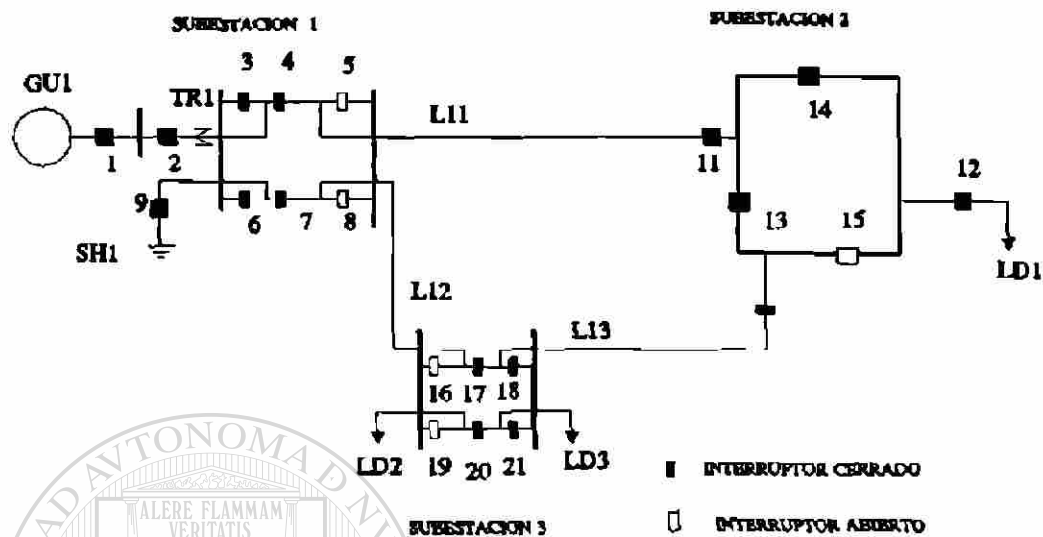 SUBESTACION 1
SUBESTACION 2
3 4 5
GU1
TR1
14
L11
1 2
11
12
9
6 7 8
13 15
SH1
LD1
L12
L13
16 17 18
LD2 19 20 21 LD3
INTERRUPTOR CERRADO
SUBESTACION 3
INTERRUPTOR ABIERTO
AD AVTONOMA D N
ALERE FLAMMAM
VERITATIS